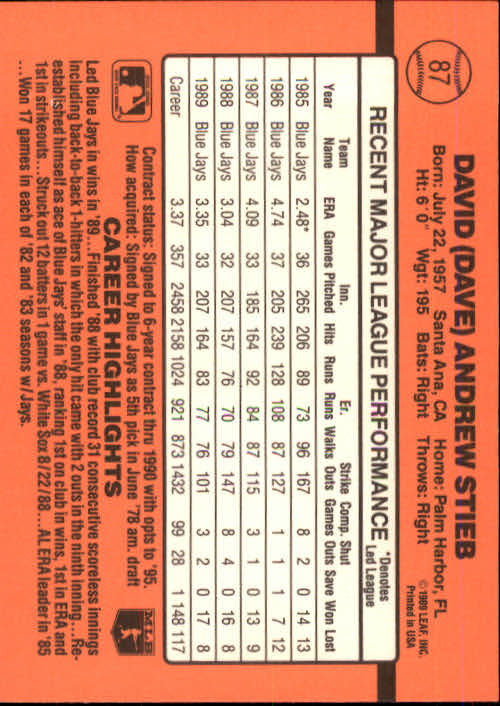 87
DAVID (DAVE) ANDREW STIEB
Born: July 22, 1957 Santa Ana, CA Home: Palm Harbor, FL
Ht: 6' 0" Wgt: 195 Bats: Right Throws: Right
©1989 LEAF, INC.
Printed in USA
RECENT MAJOR LEAGUE PERFORMANCE *Denotes Led League
Team Inn. Er. Strike Comp. Shut
Year Name ERA Games Pitched Hits Runs Runs Walks Outs Games Outs Save Won Lost
1985 Blue Jays 2.48* 36 265 206 89 73 96 167 8 2 0 14 13
1986 Blue Jays 4.74 37 205 239 128 108 87 127 1 1 1 7 12
1987 Blue Jays 4.09 33 185 164 92 84 87 115 3 1 0 13 9
1988 Blue Jays 3.04 32 207 157 76 70 79 147 8 4 0 16 8
1989 Blue Jays 3.35 33 207 164 83 77 76 101 3 2 0 17 8
Career 3.37 357 2458 2158 1024 921 873 1432 99 28 1 148 117
Contract status: Signed to 6-year contract thru 1990 with opts to '95.
How acquired: Signed by Blue Jays as 5th pick in June '78 am. draft
MLB
CAREER HIGHLIGHTS
Led Blue Jays in wins in '89...Finished '88 with club record 31 consecutive scoreless innings
including back-to-back 1-hitters in which the only hit came with 2 outs in the ninth inning...Re-
established himself as ace of Blue Jays' staff in '88, ranking 1st on club in wins, 1st in ERA and
1st in strikeouts...Struck out 12 batters in 1 game vs. White Sox 8/22/88...AL ERA leader in '85
...Won 17 games in each of '82 and '83 seasons w/Jays.